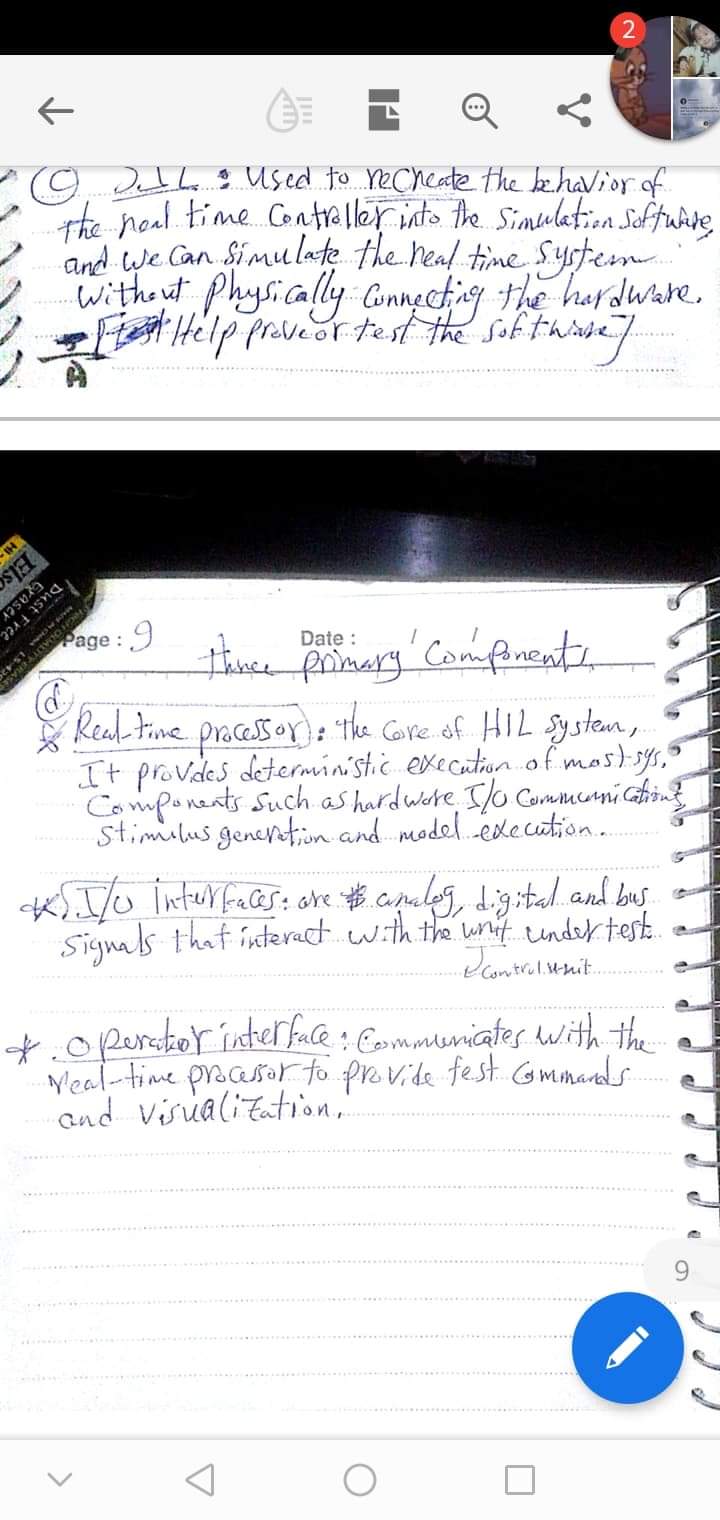 2
(C) S.I.L. : Used to recreate the behavior of
the real time Controller into the Simulation Software,
and we can simulate the real time system
without physically connecting the hardware.
[Help prove or test the software]
A
Elso
Eraser
Dust Free
Page : 9
Date :
three primary Components
(d)
* Real-time processor): the Core of HIL system,
It provides deterministic execution of most sys.
Components such as hardware I/O Communications,
stimulus generation and model execution.
* I/O interfaces: are analog, digital and bus
signals that interact with the unit under test.
Control unit
* Operator interface : Communicates with the
real-time processor to provide test Commands
and visualization.
9